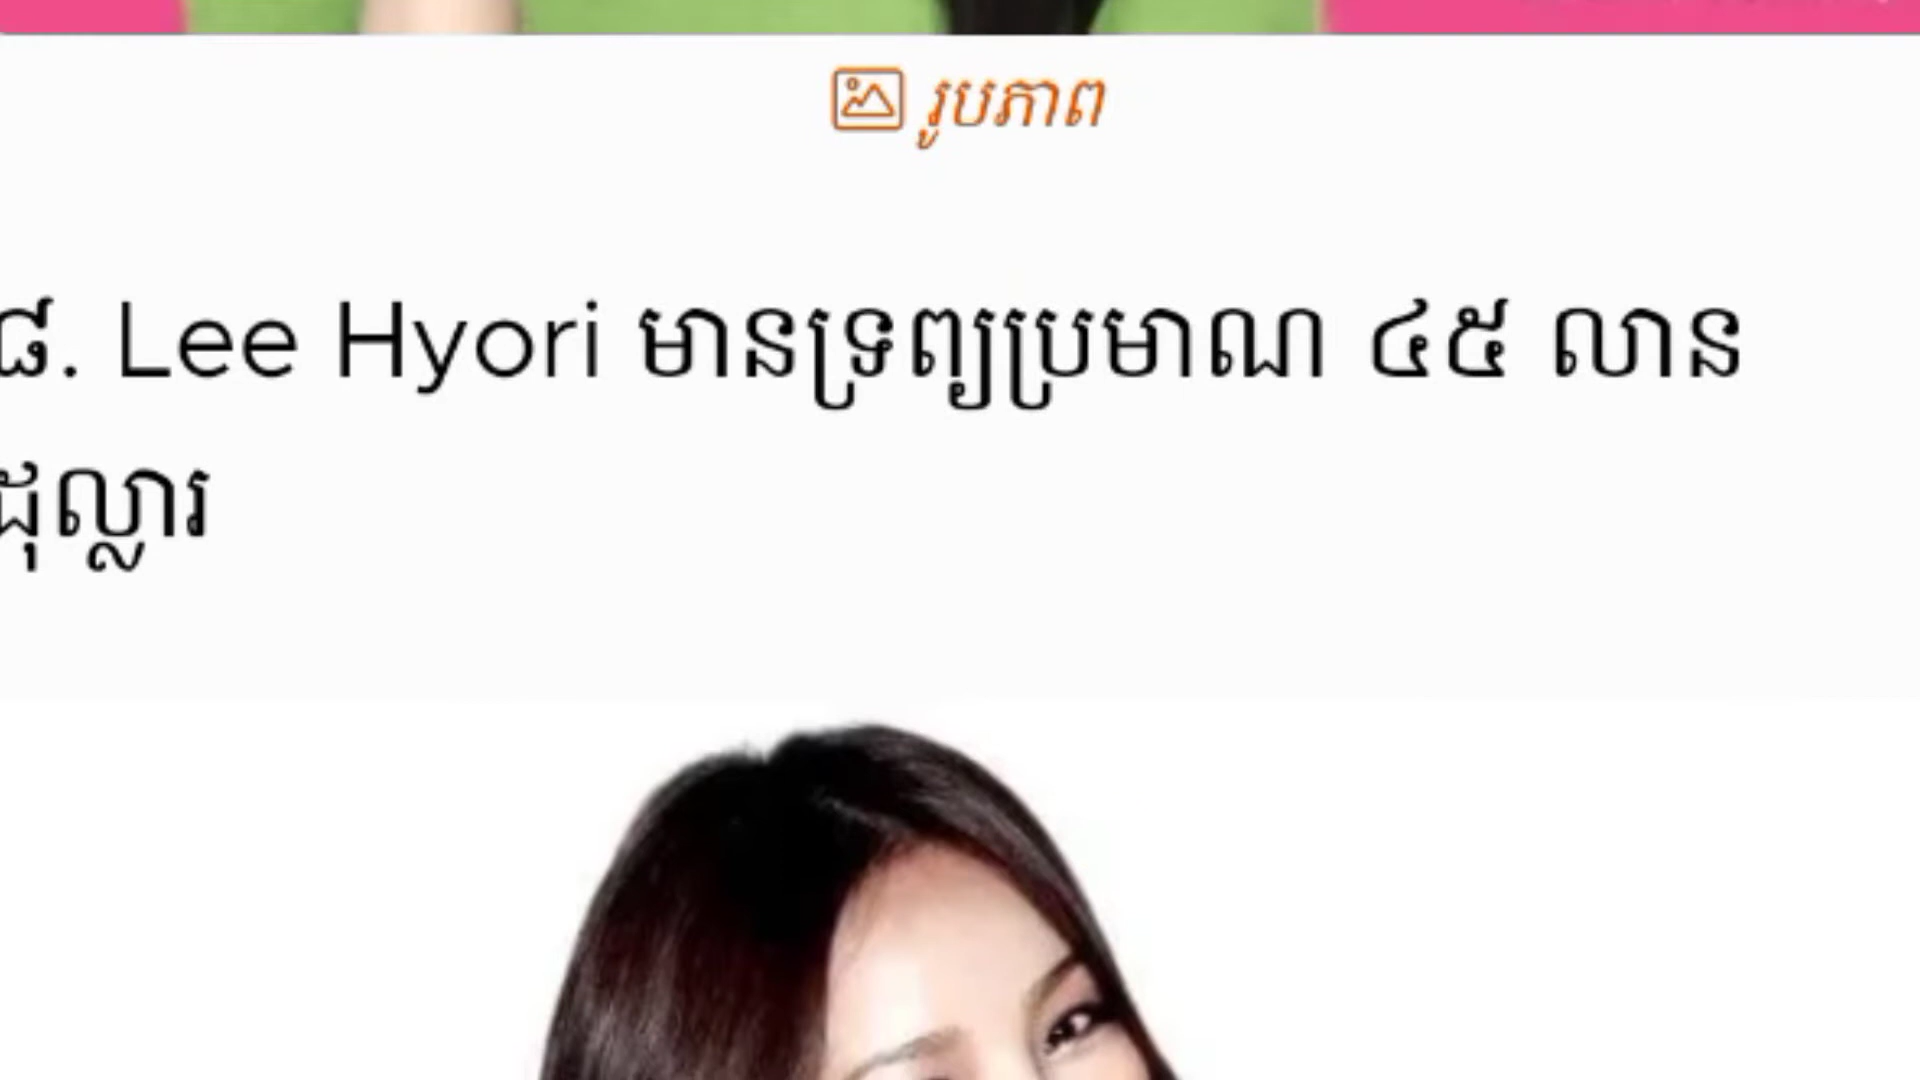 រូបភាព
៨. Lee Hyori មានទ្រព្យប្រមាណ ៤៥ លាន
ដុល្លារ